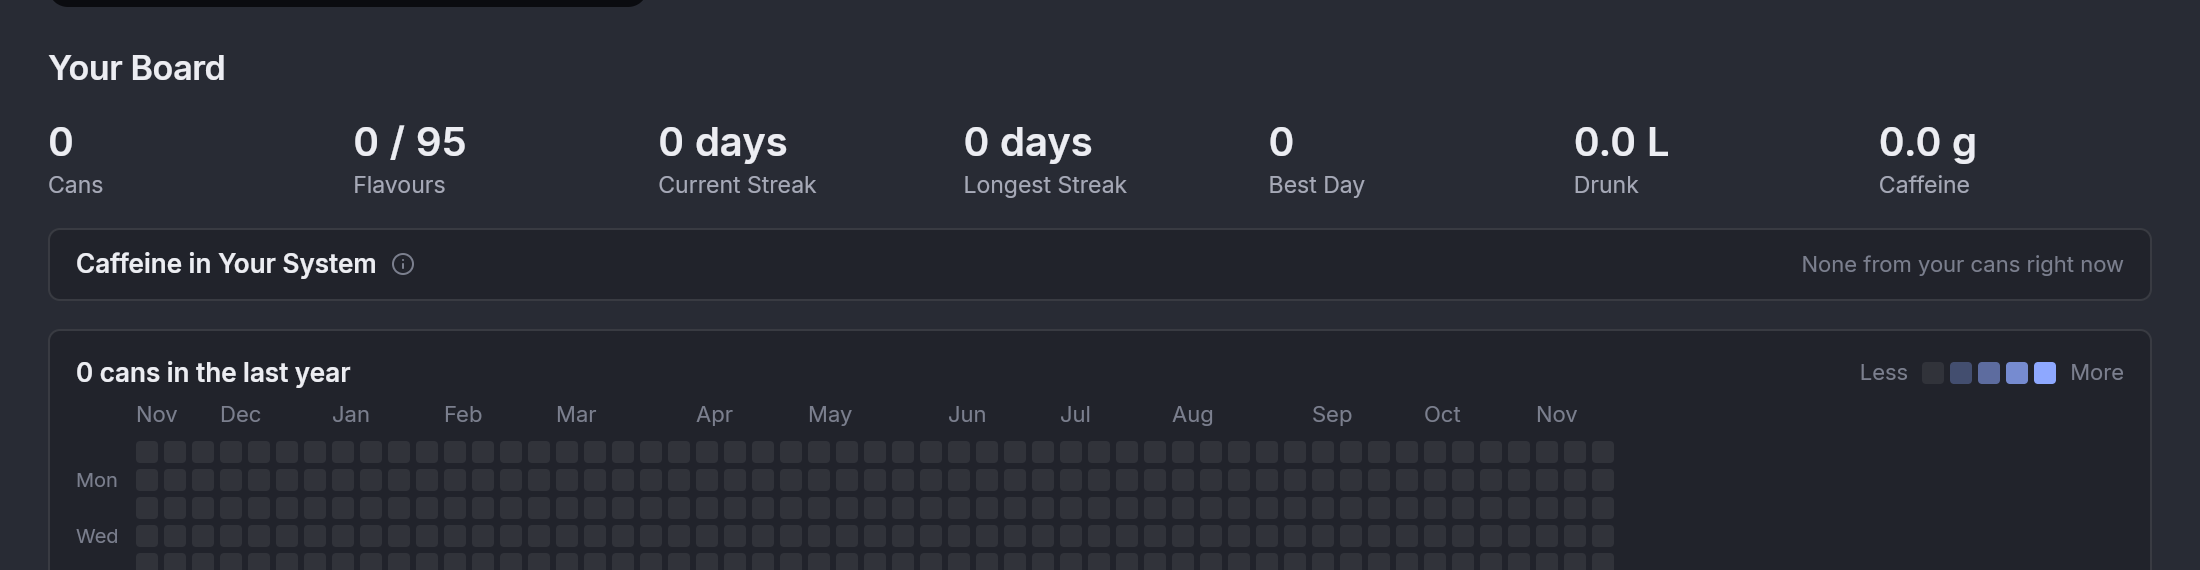 Your Board
0
Cans
0 / 95
Flavours
0 days
Current Streak
0 days
Longest Streak
0
Best Day
0.0 L
Drunk
0.0 g
Caffeine
Caffeine in Your System
None from your cans right now
0 cans in the last year
Less More
Nov Dec Jan Feb Mar Apr May Jun Jul Aug Sep Oct Nov
Mon
Wed